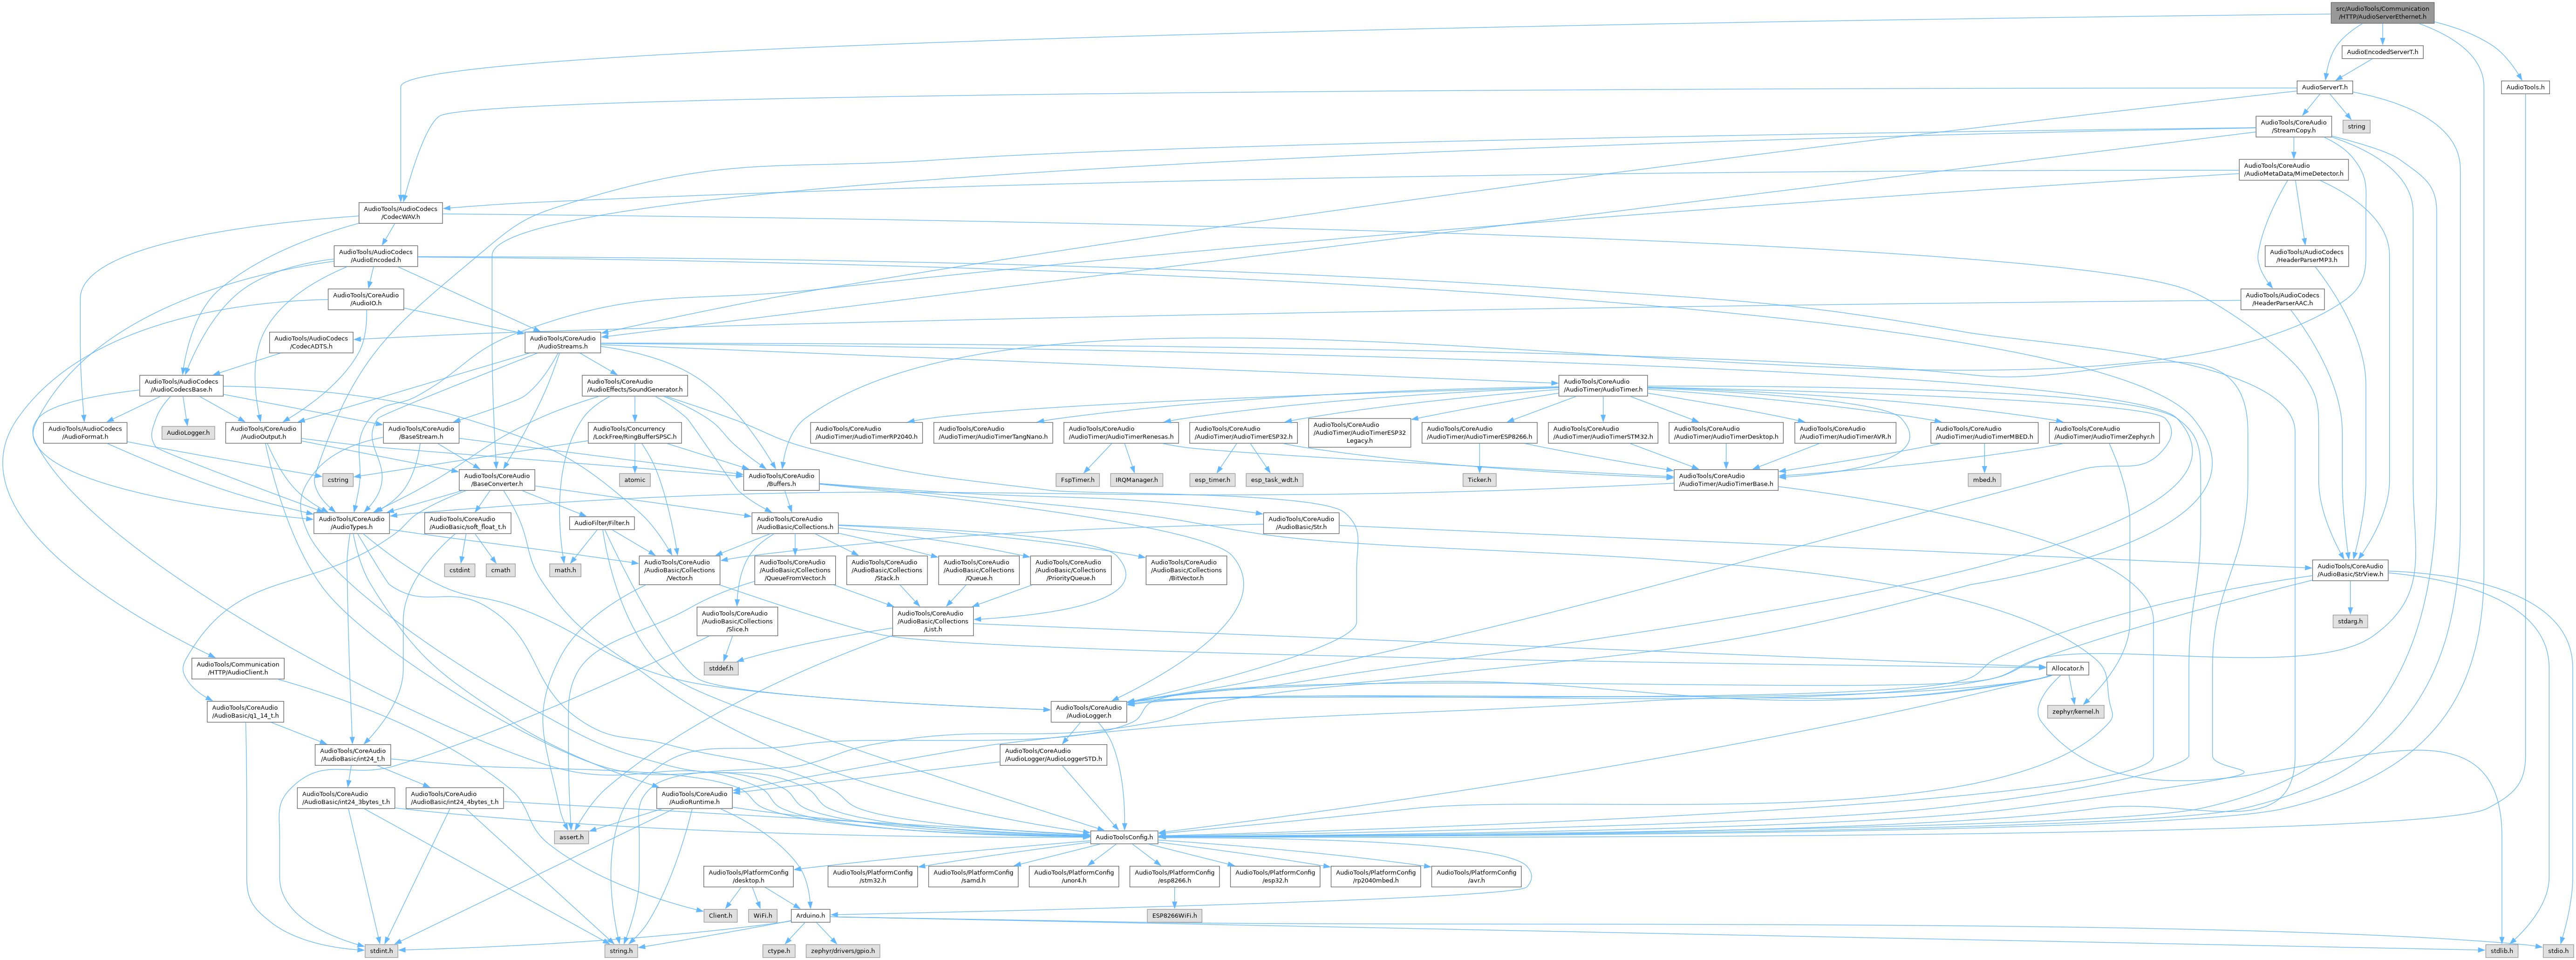 src/AudioTools/Communication
/HTTP/AudioServerEthernet.h
AudioEncodedServerT.h
AudioServerT.h
AudioTools.h
AudioTools/CoreAudio
/StreamCopy.h
string
AudioTools/CoreAudio
/AudioMetaData/MimeDetector.h
AudioTools/AudioCodecs
/CodecWAV.h
AudioTools/AudioCodecs
/AudioEncoded.h
AudioTools/AudioCodecs
/HeaderParserMP3.h
AudioTools/CoreAudio
/AudioIO.h
AudioTools/AudioCodecs
/HeaderParserAAC.h
AudioTools/AudioCodecs
/CodecADTS.h
AudioTools/CoreAudio
/AudioStreams.h
AudioTools/AudioCodecs
/AudioCodecsBase.h
AudioTools/CoreAudio
/AudioEffects/SoundGenerator.h
AudioTools/CoreAudio
/AudioTimer/AudioTimer.h
AudioTools/AudioCodecs
/AudioFormat.h
AudioLogger.h
AudioTools/CoreAudio
/AudioOutput.h
AudioTools/CoreAudio
/BaseStream.h
AudioTools/Concurrency
/LockFree/RingBufferSPSC.h
AudioTools/CoreAudio
/AudioTimer/AudioTimerRP2040.h
AudioTools/CoreAudio
/AudioTimer/AudioTimerTangNano.h
AudioTools/CoreAudio
/AudioTimer/AudioTimerRenesas.h
AudioTools/CoreAudio
/AudioTimer/AudioTimerESP32.h
AudioTools/CoreAudio
/AudioTimer/AudioTimerESP32
Legacy.h
AudioTools/CoreAudio
/AudioTimer/AudioTimerESP8266.h
AudioTools/CoreAudio
/AudioTimer/AudioTimerSTM32.h
AudioTools/CoreAudio
/AudioTimer/AudioTimerDesktop.h
AudioTools/CoreAudio
/AudioTimer/AudioTimerAVR.h
AudioTools/CoreAudio
/AudioTimer/AudioTimerMBED.h
AudioTools/CoreAudio
/AudioTimer/AudioTimerZephyr.h
cstring
AudioTools/CoreAudio
/BaseConverter.h
atomic
AudioTools/CoreAudio
/Buffers.h
FspTimer.h
IRQManager.h
esp_timer.h
esp_task_wdt.h
Ticker.h
AudioTools/CoreAudio
/AudioTimer/AudioTimerBase.h
mbed.h
AudioTools/CoreAudio
/AudioTypes.h
AudioTools/CoreAudio
/AudioBasic/soft_float_t.h
AudioFilter/Filter.h
AudioTools/CoreAudio
/AudioBasic/Collections.h
AudioTools/CoreAudio
/AudioBasic/Str.h
cstdint
cmath
math.h
AudioTools/CoreAudio
/AudioBasic/Collections
/Vector.h
AudioTools/CoreAudio
/AudioBasic/Collections
/QueueFromVector.h
AudioTools/CoreAudio
/AudioBasic/Collections
/Stack.h
AudioTools/CoreAudio
/AudioBasic/Collections
/Queue.h
AudioTools/CoreAudio
/AudioBasic/Collections
/PriorityQueue.h
AudioTools/CoreAudio
/AudioBasic/Collections
/BitVector.h
AudioTools/CoreAudio
/AudioBasic/StrView.h
AudioTools/CoreAudio
/AudioBasic/Collections
/Slice.h
AudioTools/CoreAudio
/AudioBasic/Collections
/List.h
stdarg.h
AudioTools/Communication
/HTTP/AudioClient.h
stddef.h
Allocator.h
AudioTools/CoreAudio
/AudioBasic/q1_14_t.h
AudioTools/CoreAudio
/AudioLogger.h
zephyr/kernel.h
AudioTools/CoreAudio
/AudioBasic/int24_t.h
AudioTools/CoreAudio
/AudioLogger/AudioLoggerSTD.h
AudioTools/CoreAudio
/AudioBasic/int24_3bytes_t.h
AudioTools/CoreAudio
/AudioBasic/int24_4bytes_t.h
AudioTools/CoreAudio
/AudioRuntime.h
assert.h
AudioToolsConfig.h
AudioTools/PlatformConfig
/desktop.h
AudioTools/PlatformConfig
/stm32.h
AudioTools/PlatformConfig
/samd.h
AudioTools/PlatformConfig
/unor4.h
AudioTools/PlatformConfig
/esp8266.h
AudioTools/PlatformConfig
/esp32.h
AudioTools/PlatformConfig
/rp2040mbed.h
AudioTools/PlatformConfig
/avr.h
Client.h
WiFi.h
Arduino.h
ESP8266WiFi.h
stdint.h
string.h
ctype.h
zephyr/drivers/gpio.h
stdlib.h
stdio.h